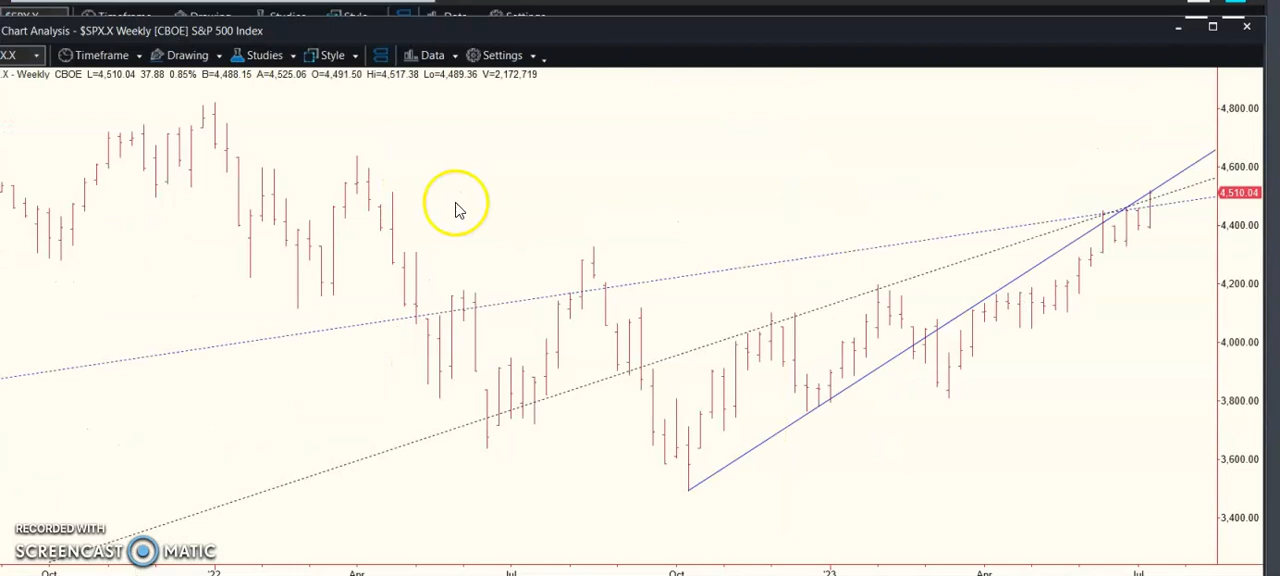 Chart Analysis - $SPX.X Weekly [CBOE] S&P 500 Index
X.X Timeframe Drawing Studies Style Data Settings
.X - Weekly CBOE L=4,510.04 37.88 0.85% B=4,488.15 A=4,525.06 O=4,491.50 Hi=4,517.38 Lo=4,489.36 V=2,172,719
4,800.00
4,600.00
4,510.04
4,400.00
4,200.00
4,000.00
3,800.00
3,600.00
3,400.00
RECORDED WITH
SCREENCAST MATIC
Oct '22 Apr Jul Oct '23 Apr Jul